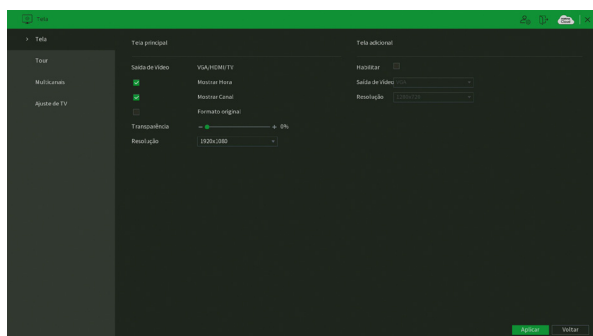 Tela
Tela
Tour
Multicanais
Ajuste de TV
Tela principal
Saída de Vídeo VGA/HDMI/TV
Mostrar Hora
Mostrar Canal
Formato original
Transparência 0%
Resolução 1920x1080
Tela adicional
Habilitar
Saída de Vídeo VGA
Resolução
Aplicar Voltar